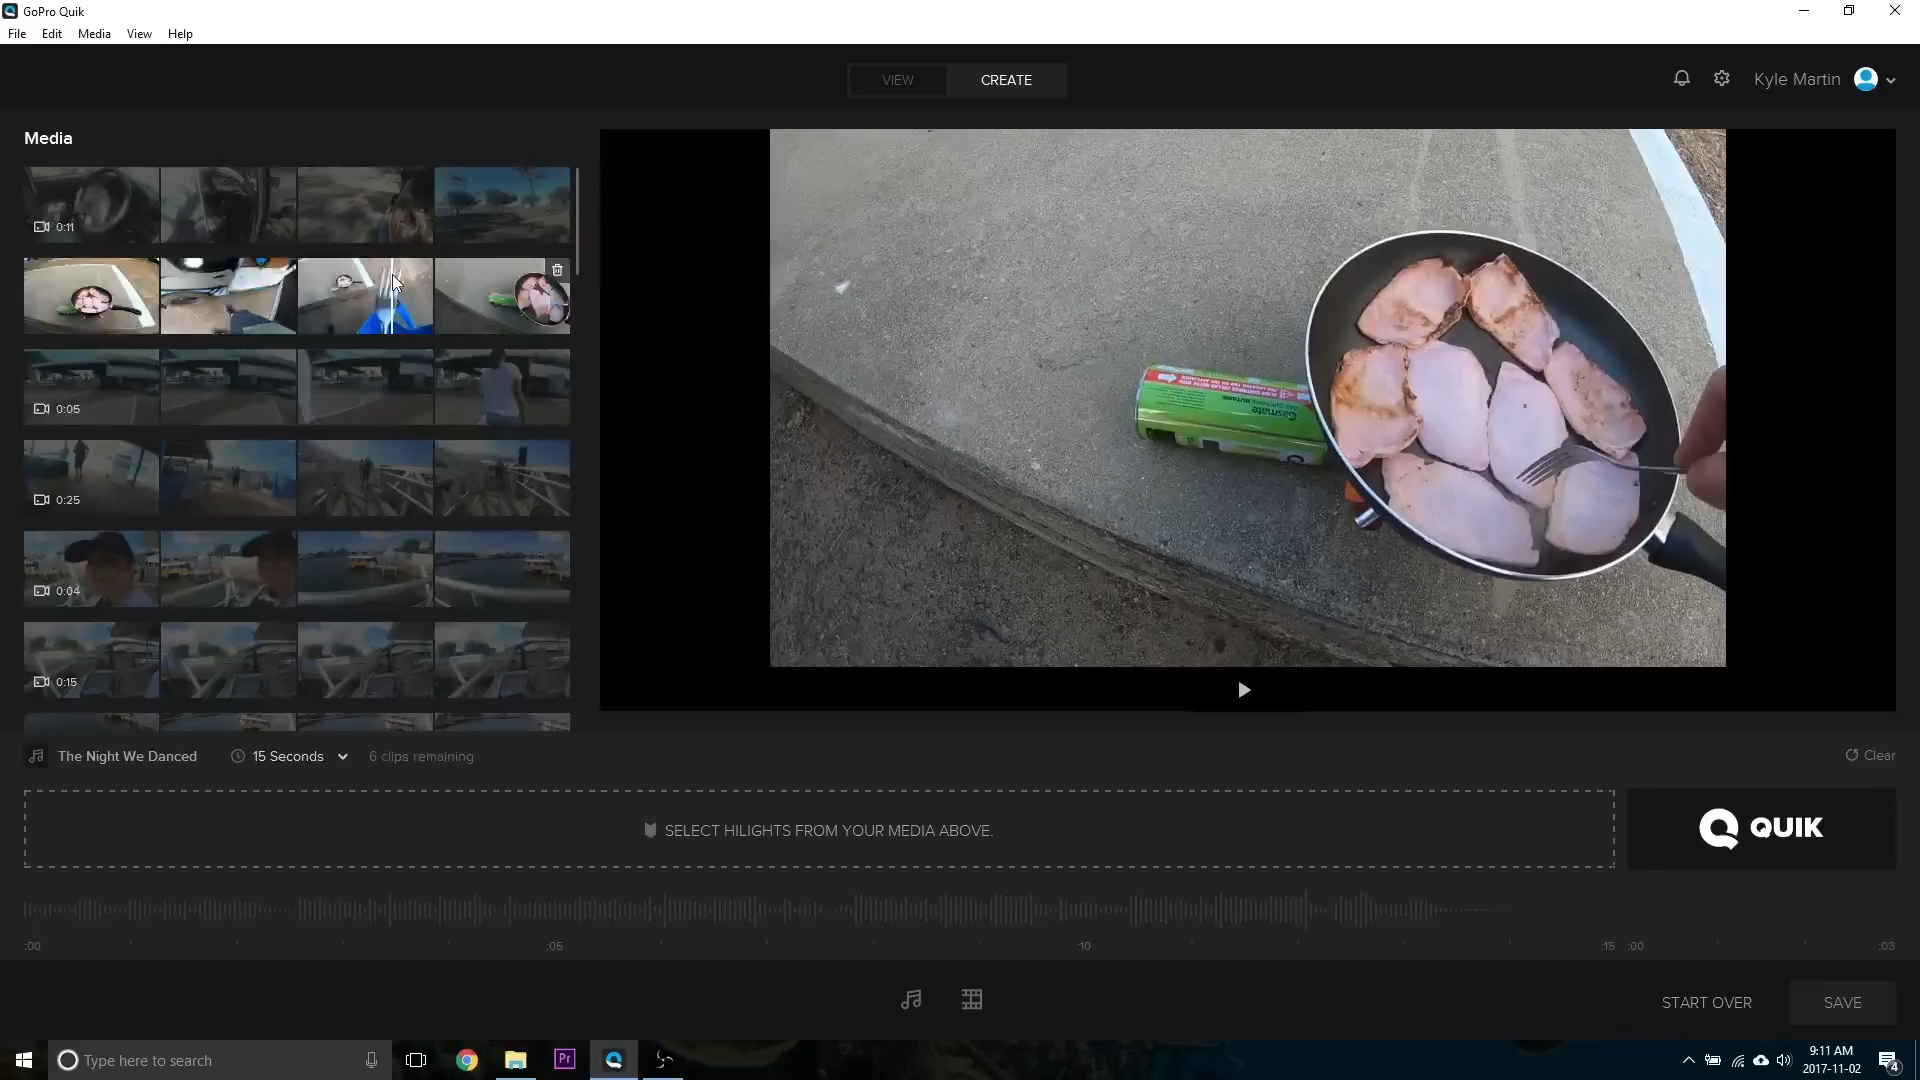 GoPro Quik
File Edit Media View Help
VIEW CREATE
Kyle Martin
Media
0:11
0:05
0:25
0:04
0:15
Gasmate
The Night We Danced 15 Seconds 6 clips remaining
Clear
SELECT HILIGHTS FROM YOUR MEDIA ABOVE.
QUIK
:00 :05 :10 :15 :00 :03
START OVER SAVE
Type here to search
Pr
9:11 AM
2017-11-02
4